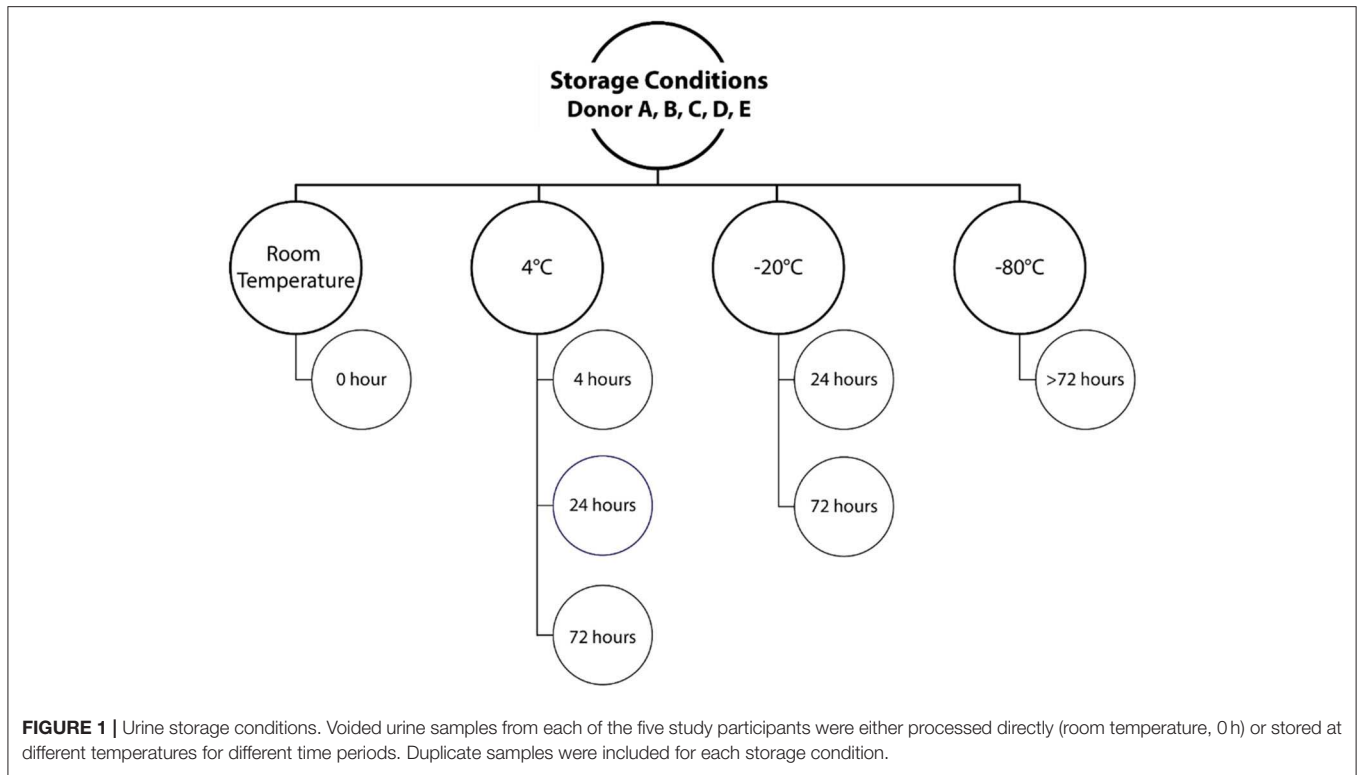 Storage Conditions
Donor A, B, C, D, E
Room
Temperature
4°C
-20°C
-80°C
0 hour
4 hours
24 hours
>72 hours
24 hours
72 hours
72 hours
FIGURE 1 | Urine storage conditions. Voided urine samples from each of the five study participants were either processed directly (room temperature, 0 h) or stored at
different temperatures for different time periods. Duplicate samples were included for each storage condition.